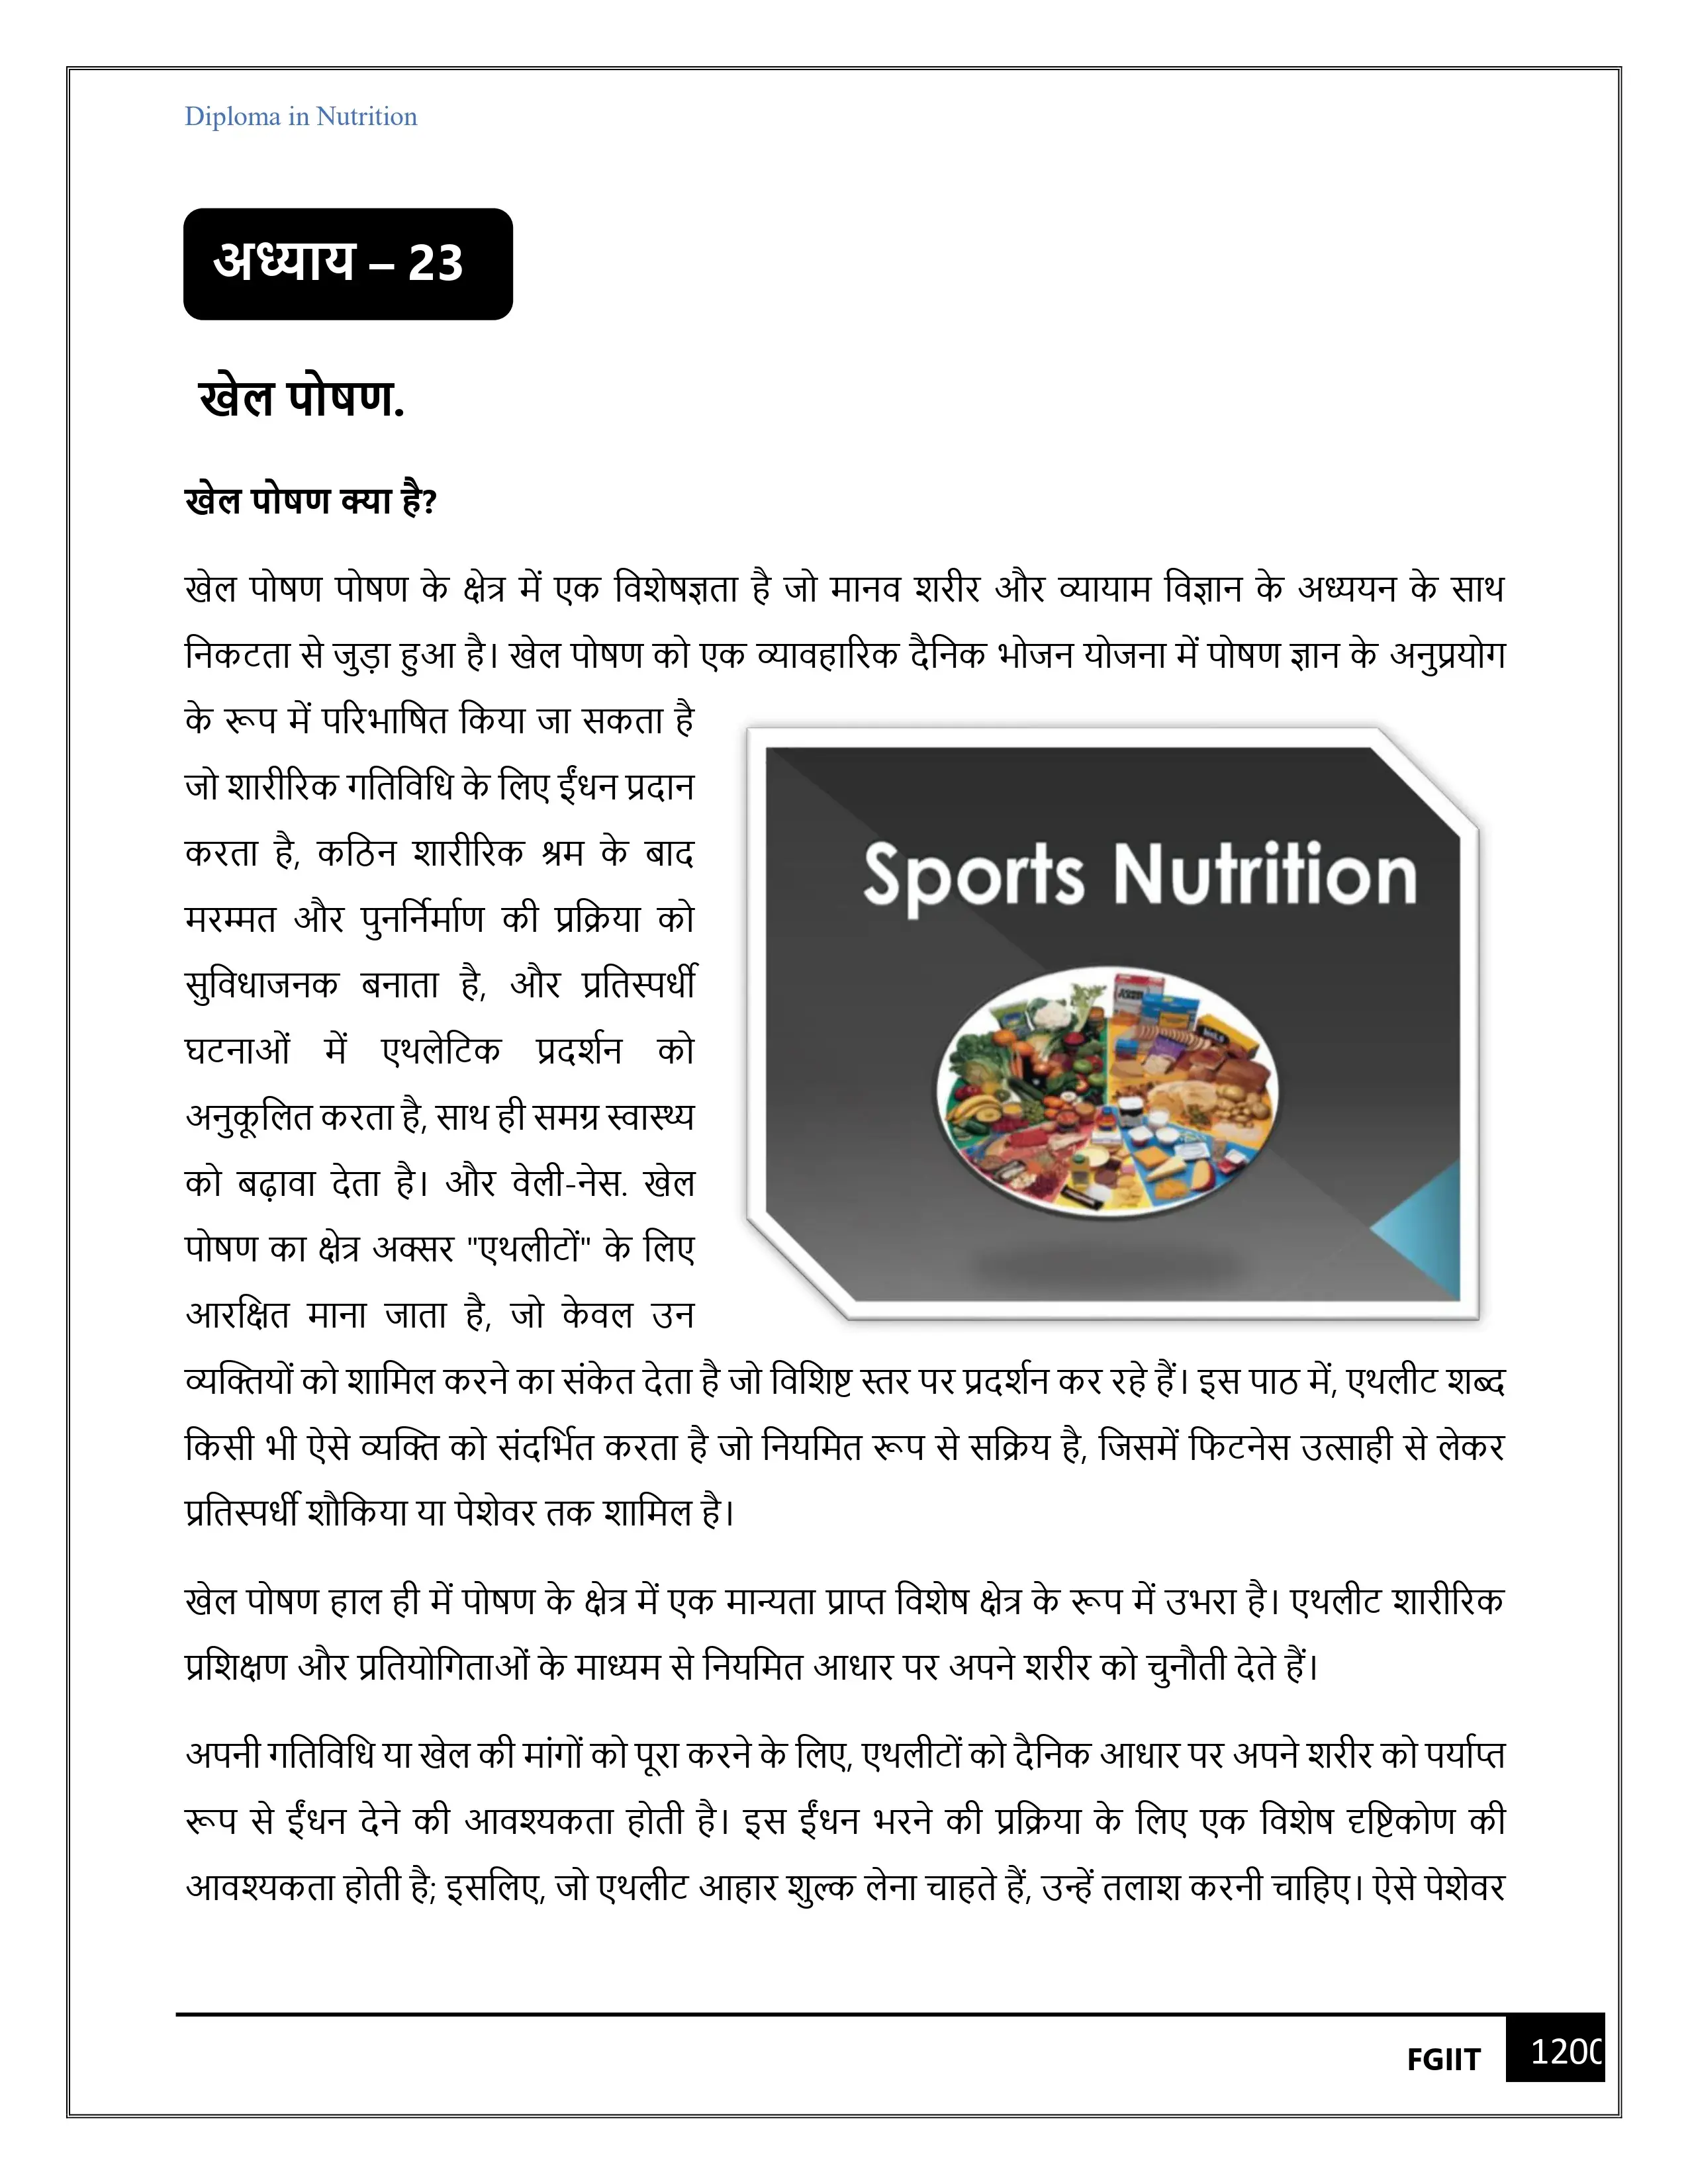 Diploma in Nutrition
अध्याय – 23
खेल पोषण.
खेल पोषण क्या है?
खेल पोषण पोषण के क्षेत्र में एक विशेषज्ञता है जो मानव शरीर और व्यायाम विज्ञान के अध्ययन के साथ
निकटता से जुड़ा हुआ है। खेल पोषण को एक व्यावहारिक दैनिक भोजन योजना में पोषण ज्ञान के अनुप्रयोग
के रूप में परिभाषित किया जा सकता है
जो शारीरिक गतिविधि के लिए ईंधन प्रदान
करता है, कठिन शारीरिक श्रम के बाद
मरम्मत और पुनर्निर्माण की प्रक्रिया को
सुविधाजनक बनाता है, और प्रतिस्पर्धी
घटनाओं में एथलेटिक प्रदर्शन को
अनुकूलित करता है, साथ ही समग्र स्वास्थ्य
को बढ़ावा देता है। और वेली-नेस. खेल
पोषण का क्षेत्र अक्सर "एथलीटों" के लिए
आरक्षित माना जाता है, जो केवल उन
Sports Nutrition
व्यक्तियों को शामिल करने का संकेत देता है जो विशिष्ट स्तर पर प्रदर्शन कर रहे हैं। इस पाठ में, एथलीट शब्द
किसी भी ऐसे व्यक्ति को संदर्भित करता है जो नियमित रूप से सक्रिय है, जिसमें फिटनेस उत्साही से लेकर
प्रतिस्पर्धी शौकिया या पेशेवर तक शामिल है।
खेल पोषण हाल ही में पोषण के क्षेत्र में एक मान्यता प्राप्त विशेष क्षेत्र के रूप में उभरा है। एथलीट शारीरिक
प्रशिक्षण और प्रतियोगिताओं के माध्यम से नियमित आधार पर अपने शरीर को चुनौती देते हैं।
अपनी गतिविधि या खेल की मांगों को पूरा करने के लिए, एथलीटों को दैनिक आधार पर अपने शरीर को पर्याप्त
रूप से ईंधन देने की आवश्यकता होती है। इस ईंधन भरने की प्रक्रिया के लिए एक विशेष दृष्टिकोण की
आवश्यकता होती है; इसलिए, जो एथलीट आहार शुल्क लेना चाहते हैं, उन्हें तलाश करनी चाहिए। ऐसे पेशेवर
FGIIT 1200